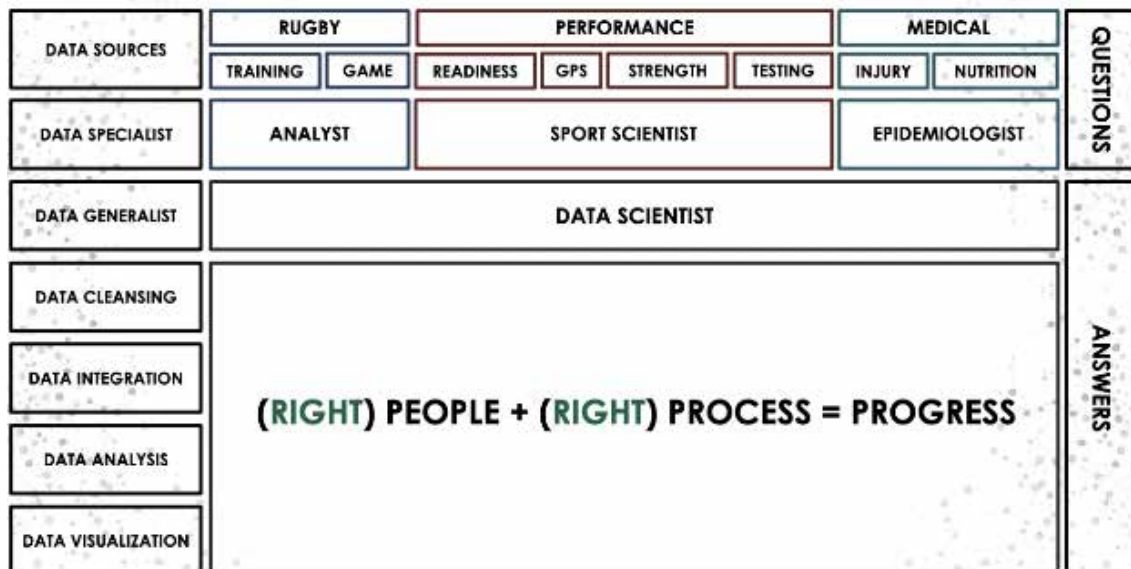 DATA SOURCES
RUGBY
PERFORMANCE
MEDICAL
TRAINING
GAME
READINESS
GPS
STRENGTH
TESTING
INJURY
NUTRITION
DATA SPECIALIST
ANALYST
SPORT SCIENTIST
EPIDEMIOLOGIST
QUESTIONS
DATA GENERALIST
DATA SCIENTIST
DATA CLEANSING
DATA INTEGRATION
DATA ANALYSIS
DATA VISUALIZATION
(RIGHT) PEOPLE + (RIGHT) PROCESS = PROGRESS
ANSWERS